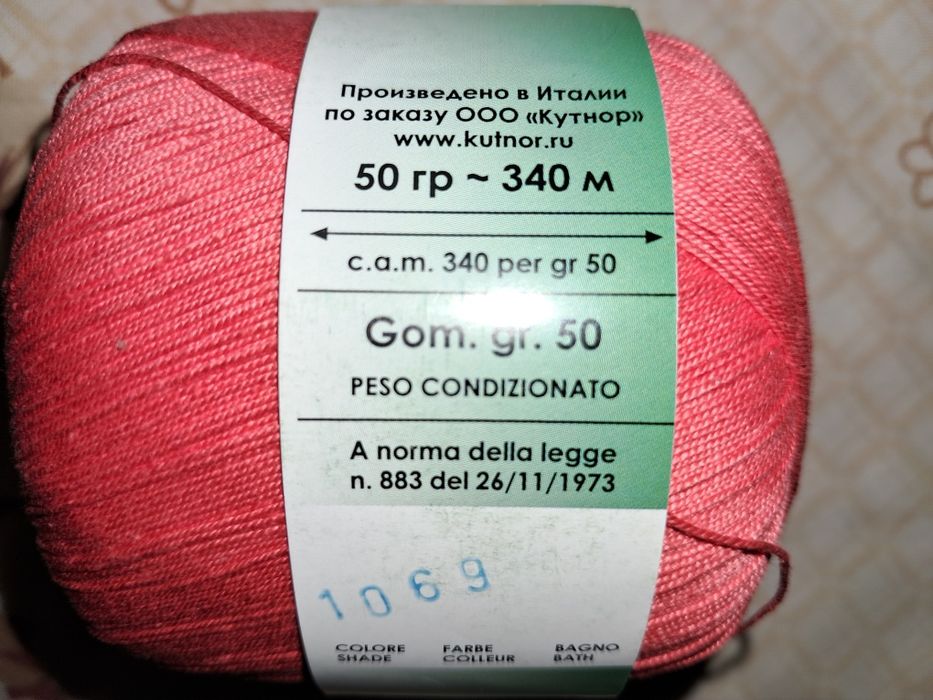 Произведено в Италии
по заказу ООО «Кутнор»
www.kutnor.ru
50 гр ~ 340 м
c.a.m. 340 per gr 50
Gom. gr. 50
PESO CONDIZIONATO
A norma della legge
n. 883 del 26/11/1973
1069
COLORE FARBE BAGNO
SHADE COLLEUR BATH